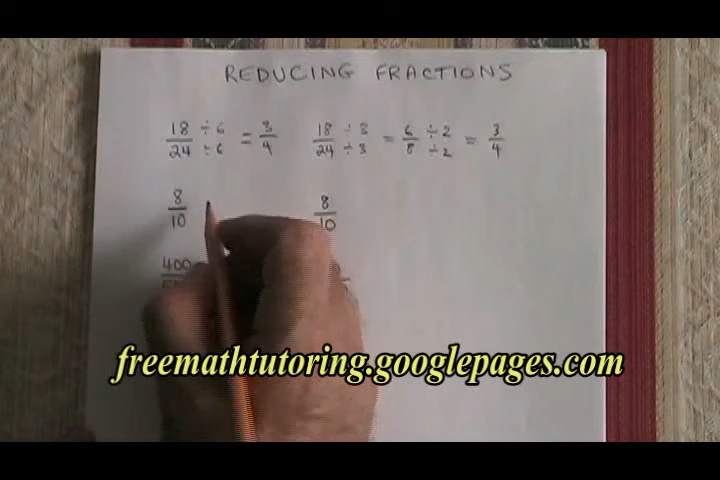 REDUCING FRACTIONS
18/24 ÷6/÷6 = 3/4 18/24 ÷3/÷3 = 6/8 ÷2/÷2 = 3/4
8/10 8/10
400
freemathtutoring.googlepages.com